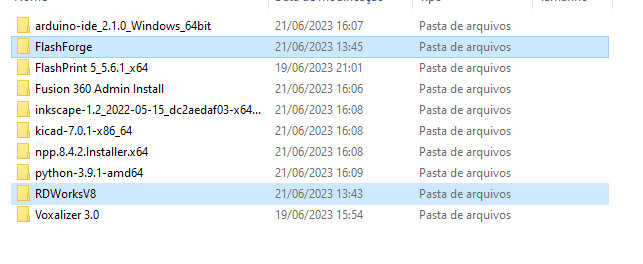 Nome Data de modificação Tipo Tamanho
arduino-ide_2.1.0_Windows_64bit 21/06/2023 16:07 Pasta de arquivos
FlashForge 21/06/2023 13:45 Pasta de arquivos
FlashPrint 5_5.6.1_x64 19/06/2023 21:01 Pasta de arquivos
Fusion 360 Admin Install 21/06/2023 16:06 Pasta de arquivos
inkscape-1.2_2022-05-15_dc2aedaf03-x64... 21/06/2023 16:08 Pasta de arquivos
kicad-7.0.1-x86_64 21/06/2023 16:08 Pasta de arquivos
npp.8.4.2.Installer.x64 21/06/2023 16:08 Pasta de arquivos
python-3.9.1-amd64 21/06/2023 16:09 Pasta de arquivos
RDWorksV8 21/06/2023 13:43 Pasta de arquivos
Voxalizer 3.0 19/06/2023 15:54 Pasta de arquivos